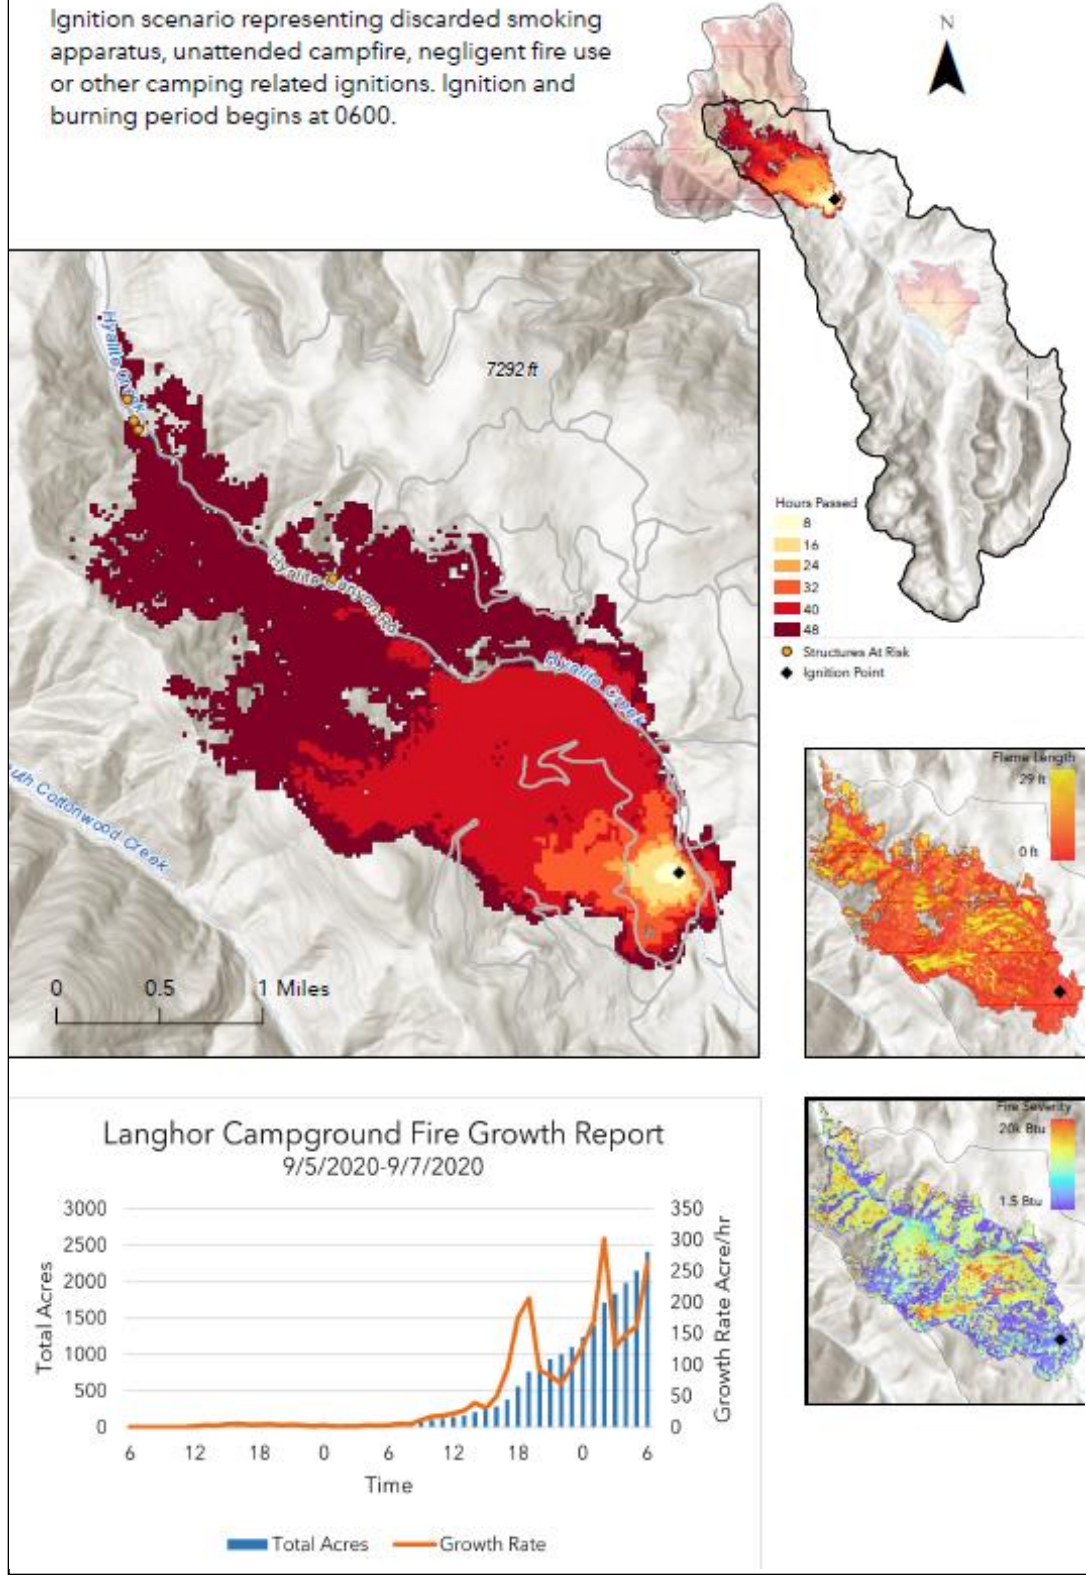 Ignition scenario representing discarded smoking
apparatus, unattended campfire, negligent fire use
or other camping related ignitions. Ignition and
burning period begins at 0600.
N
Hyalite Creek
7292 ft
Hyalite Canyon Rd
Hyalite Creek
uth Cottonwood Creek
0 0.5 1 Miles
Hours Passed
8
16
24
32
40
48
Structures At Risk
Ignition Point
Flame Length
29 ft
0 ft
Fire Severity
20k Btu
1.5 Btu
Langhor Campground Fire Growth Report
9/5/2020-9/7/2020
Total Acres
3000
2500
2000
1500
1000
500
0
350
300
250
200
150
100
50
0
Growth Rate Acre/hr
6 12 18 0 6 12 18 0 6
Time
Total Acres Growth Rate